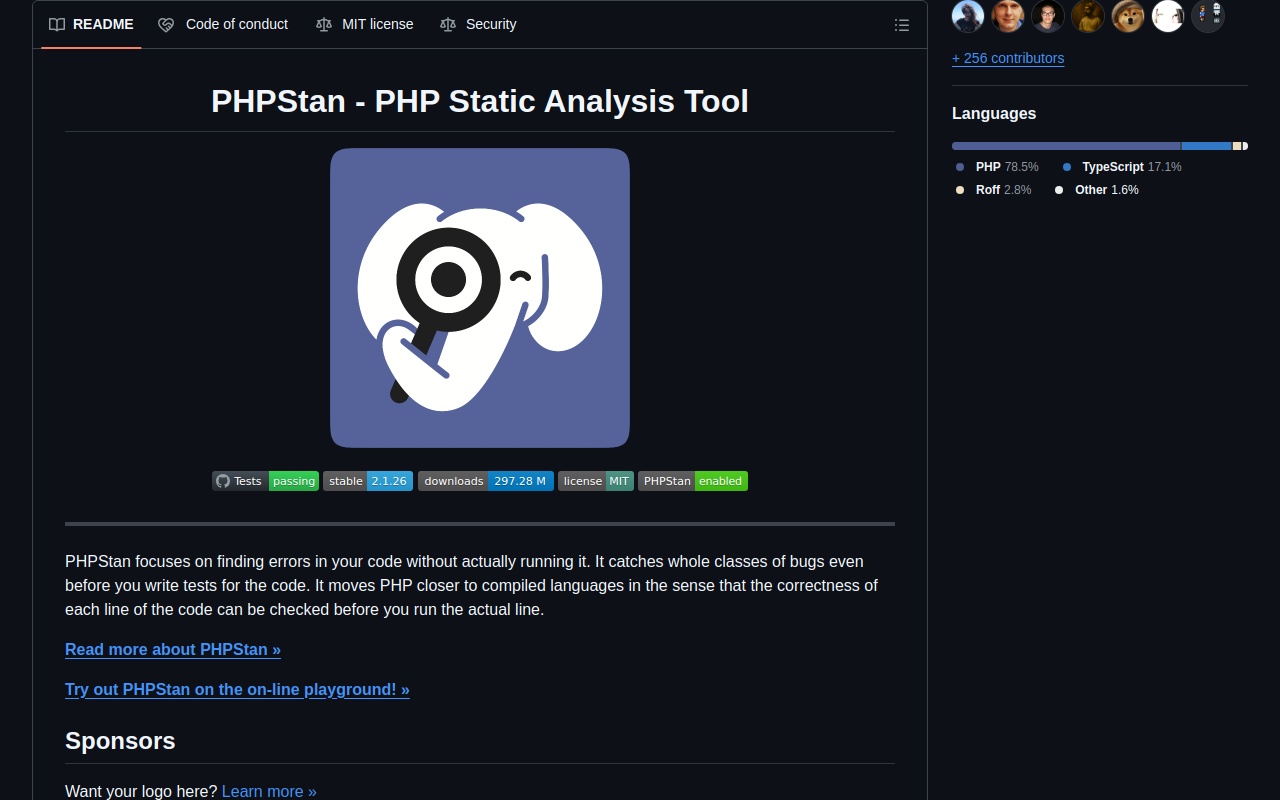 README
Code of conduct
MIT license
Security
PHPStan - PHP Static Analysis Tool
Tests passing
stable 2.1.26
downloads 297.28 M
license MIT
PHPStan enabled
PHPStan focuses on finding errors in your code without actually running it. It catches whole classes of bugs even
before you write tests for the code. It moves PHP closer to compiled languages in the sense that the correctness of
each line of the code can be checked before you run the actual line.
Read more about PHPStan »
Try out PHPStan on the on-line playground! »
Sponsors
Want your logo here? Learn more »
+ 256 contributors
Languages
PHP 78.5%
TypeScript 17.1%
Roff 2.8%
Other 1.6%